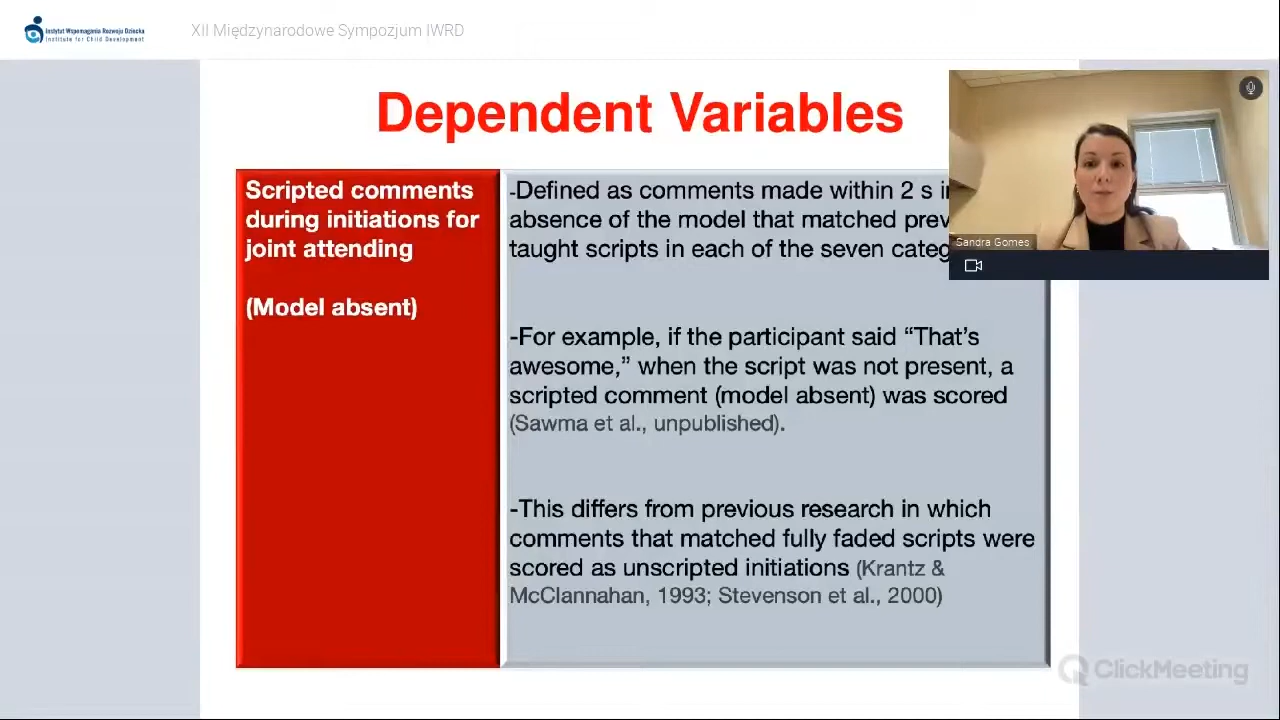 Instytut Wspomagania Rozwoju Dziecka
Institute for Child Development
XII Międzynarodowe Sympozjum IWRD
Dependent Variables
Scripted comments
during initiations for
joint attending
(Model absent)
-Defined as comments made within 2 s
absence of the model that matched
taught scripts in each of the seven
-For example, if the participant said “That’s
awesome,” when the script was not present, a
scripted comment (model absent) was scored
(Sawma et al., unpublished).
-This differs from previous research in which
comments that matched fully faded scripts were
scored as unscripted initiations (Krantz &
McClannahan, 1993; Stevenson et al., 2000)
Sandra Gomes
ClickMeeting